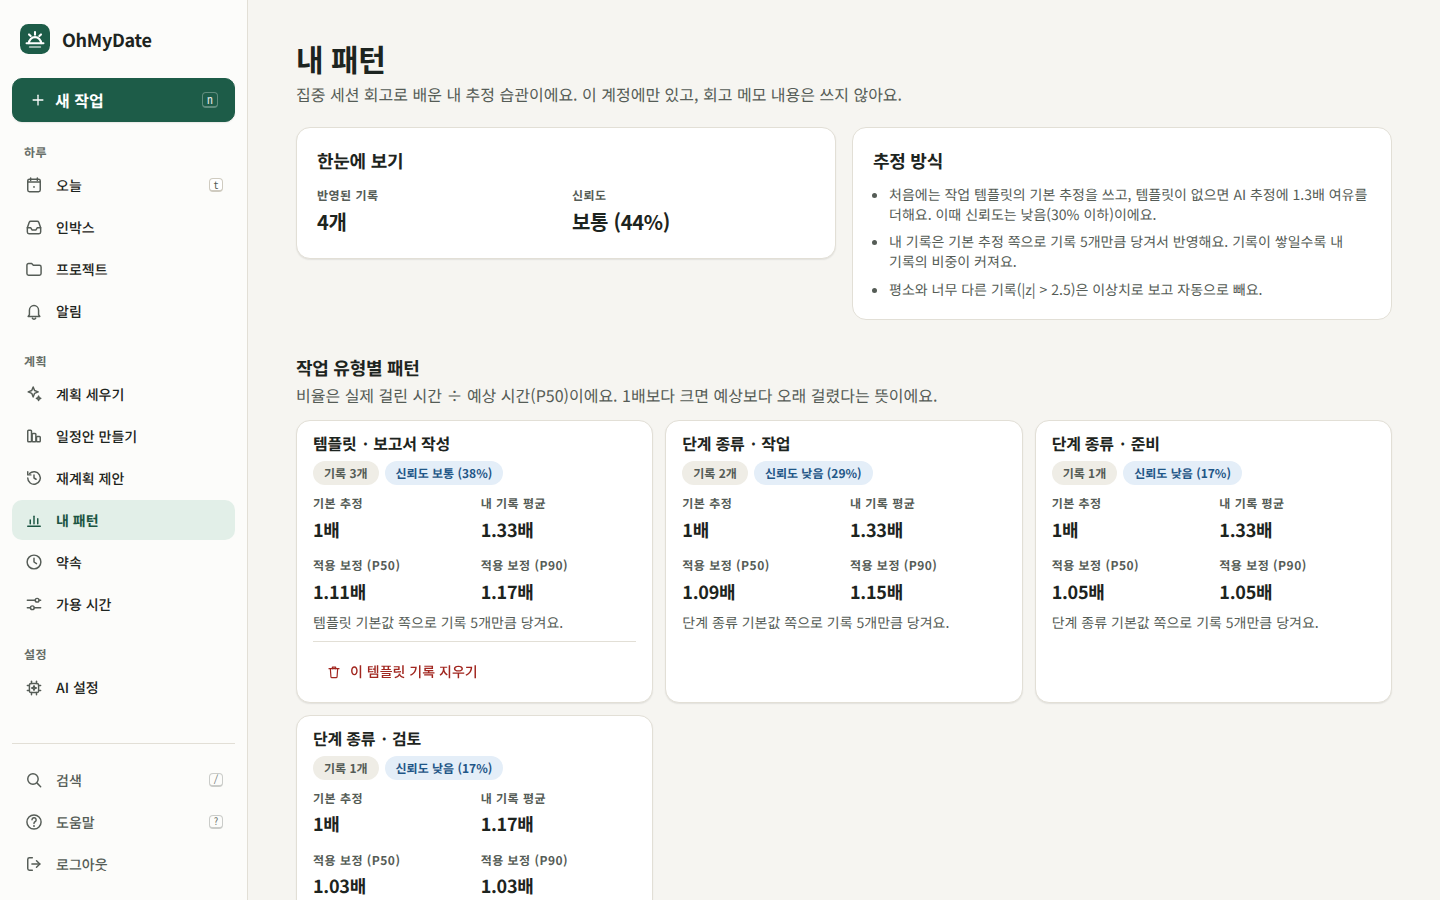 OhMyDate
새 작업
n
하루
오늘
t
인박스
프로젝트
알림
계획
계획 세우기
일정안 만들기
재계획 제안
내 패턴
약속
가용 시간
설정
AI 설정
검색
/
도움말
?
로그아웃
내 패턴
집중 세션 회고로 배운 내 추정 습관이에요. 이 계정에만 있고, 회고 메모 내용은 쓰지 않아요.
한눈에 보기
반영된 기록
신뢰도
4개
보통 (44%)
추정 방식
처음에는 작업 템플릿의 기본 추정을 쓰고, 템플릿이 없으면 AI 추정에 1.3배 여유를
더해요. 이때 신뢰도는 낮음(30% 이하)이에요.
내 기록은 기본 추정 쪽으로 기록 5개만큼 당겨서 반영해요. 기록이 쌓일수록 내
기록의 비중이 커져요.
평소와 너무 다른 기록(|z| > 2.5)은 이상치로 보고 자동으로 빼요.
작업 유형별 패턴
비율은 실제 걸린 시간 ÷ 예상 시간(P50)이에요. 1배보다 크면 예상보다 오래 걸렸다는 뜻이에요.
템플릿 · 보고서 작성
기록 3개
신뢰도 보통 (38%)
기본 추정
내 기록 평균
1배
1.33배
적용 보정 (P50)
적용 보정 (P90)
1.11배
1.17배
템플릿 기본값 쪽으로 기록 5개만큼 당겨요.
이 템플릿 기록 지우기
단계 종류 · 작업
기록 2개
신뢰도 낮음 (29%)
기본 추정
내 기록 평균
1배
1.33배
적용 보정 (P50)
적용 보정 (P90)
1.09배
1.15배
단계 종류 기본값 쪽으로 기록 5개만큼 당겨요.
단계 종류 · 준비
기록 1개
신뢰도 낮음 (17%)
기본 추정
내 기록 평균
1배
1.33배
적용 보정 (P50)
적용 보정 (P90)
1.05배
1.05배
단계 종류 기본값 쪽으로 기록 5개만큼 당겨요.
단계 종류 · 검토
기록 1개
신뢰도 낮음 (17%)
기본 추정
내 기록 평균
1배
1.17배
적용 보정 (P50)
적용 보정 (P90)
1.03배
1.03배